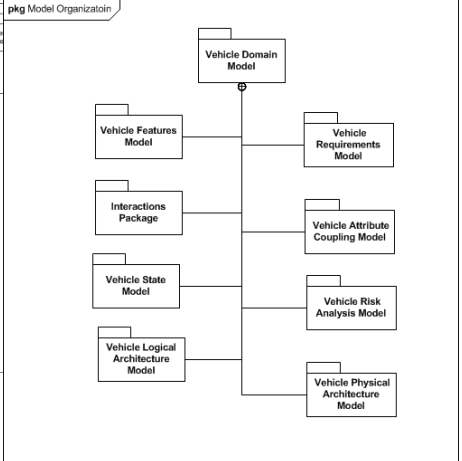 pkg Model Organizatoin
Vehicle Domain
Model
Vehicle Features
Model
Vehicle
Requirements
Model
Interactions
Package
Vehicle Attribute
Coupling Model
Vehicle State
Model
Vehicle Risk
Analysis Model
Vehicle Logical
Architecture
Model
Vehicle Physical
Architecture
Model